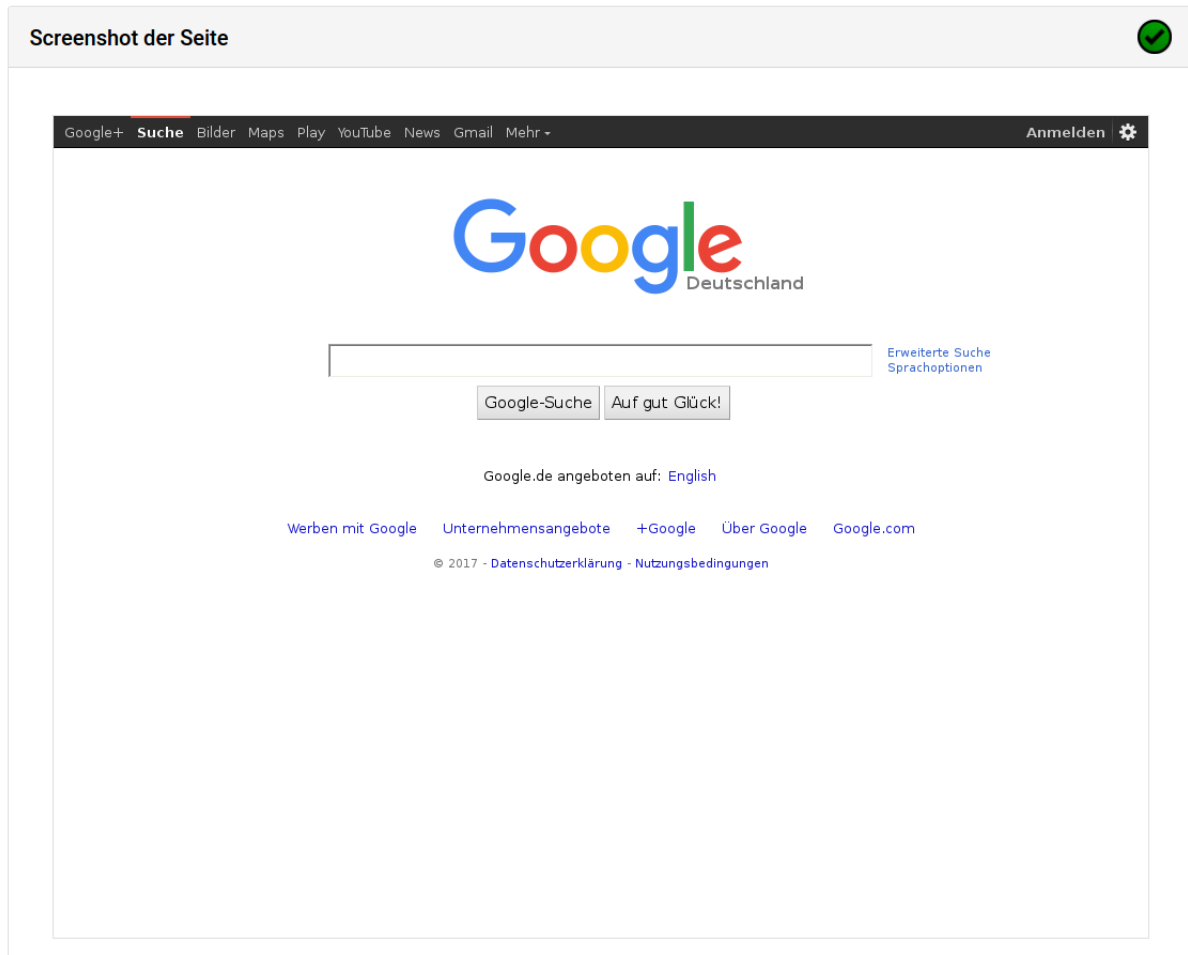 Screenshot der Seite
Google+ Suche Bilder Maps Play YouTube News Gmail Mehr Anmelden
Google
Deutschland
Erweiterte Suche
Sprachoptionen
Google-Suche Auf gut Glück!
Google.de angeboten auf: English
Werben mit Google Unternehmensangebote +Google Über Google Google.com
© 2017 - Datenschutzerklärung - Nutzungsbedingungen